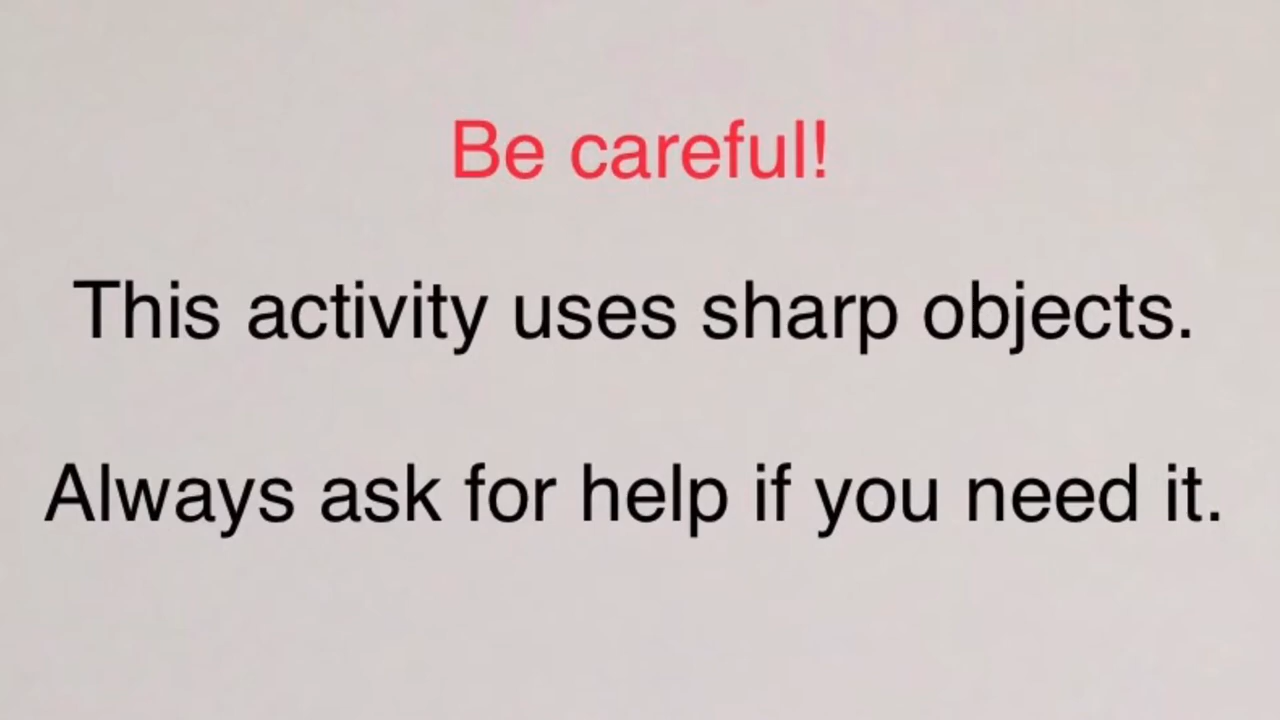 Be careful!
This activity uses sharp objects.
Always ask for help if you need it.